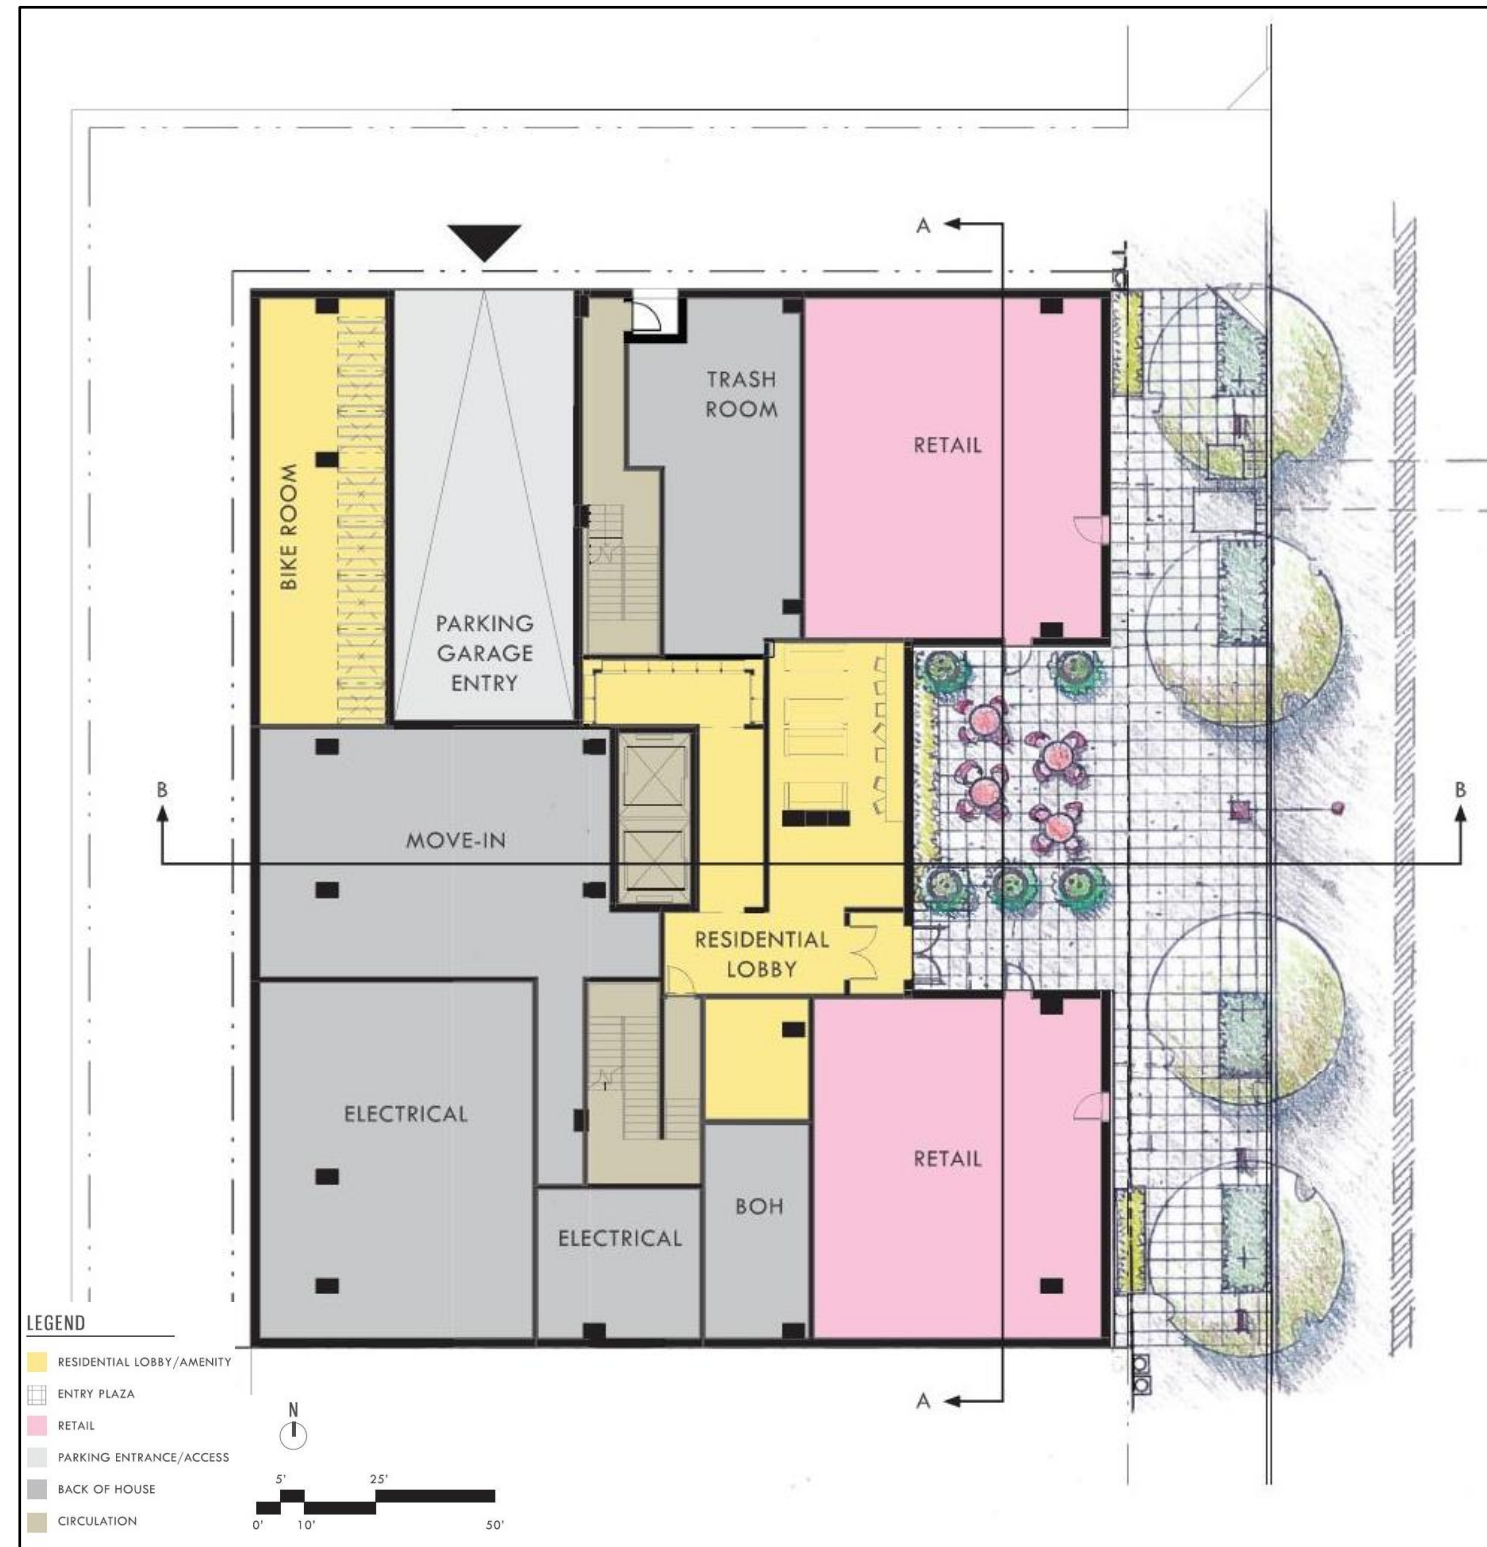 A
TRASH
ROOM
RETAIL
BIKE ROOM
PARKING
GARAGE
ENTRY
B
B
MOVE-IN
RESIDENTIAL
LOBBY
ELECTRICAL
RETAIL
BOH
ELECTRICAL
A
LEGEND
RESIDENTIAL LOBBY/AMENITY
ENTRY PLAZA
RETAIL
PARKING ENTRANCE/ACCESS
BACK OF HOUSE
CIRCULATION
N
5' 25'
0' 10' 50'